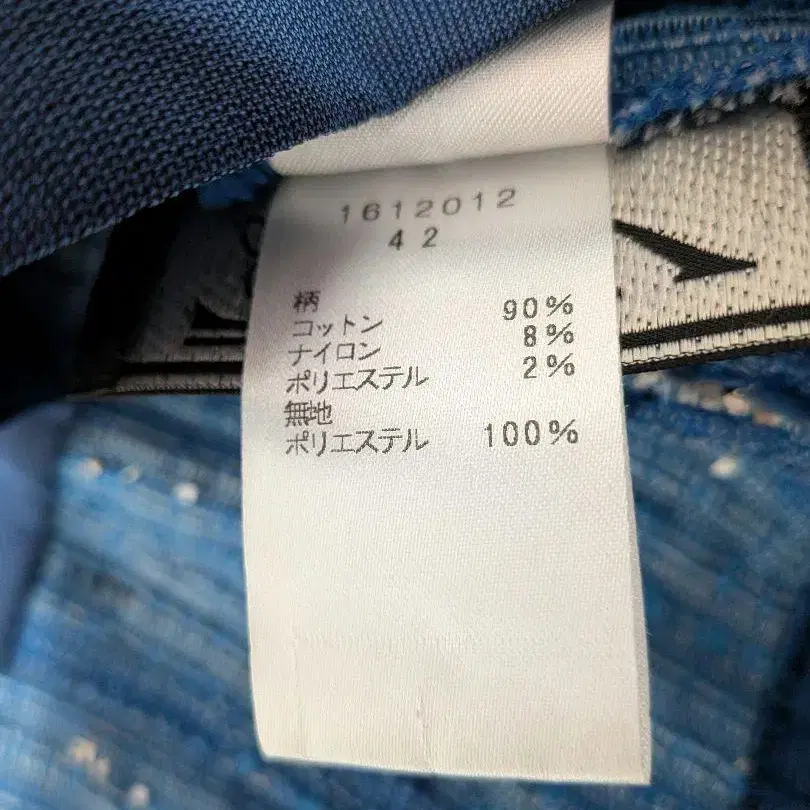 1612012
42
柄
コットン 90%
ナイロン 8%
ポリエステル 2%
無地
ポリエステル 100%